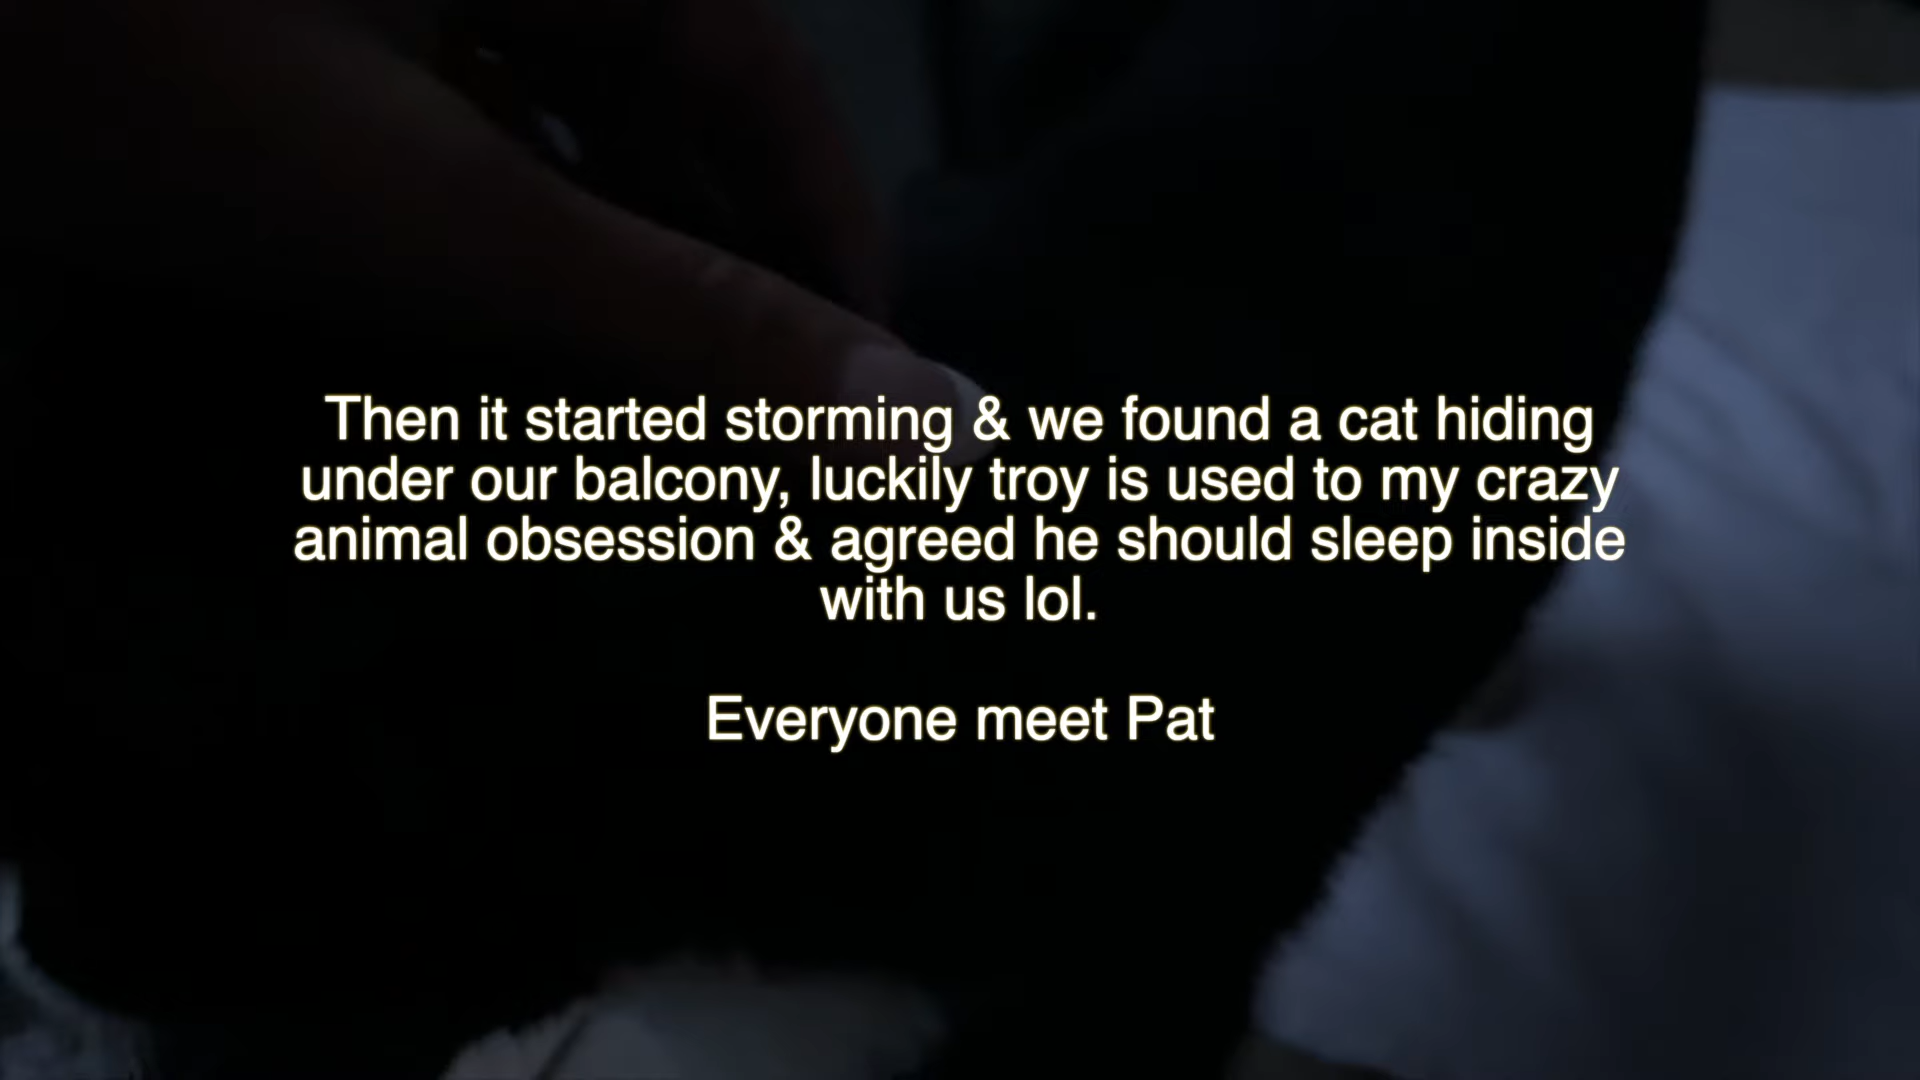 Then it started storming & we found a cat hiding
under our balcony, luckily troy is used to my crazy
animal obsession & agreed he should sleep inside
with us lol.
Everyone meet Pat